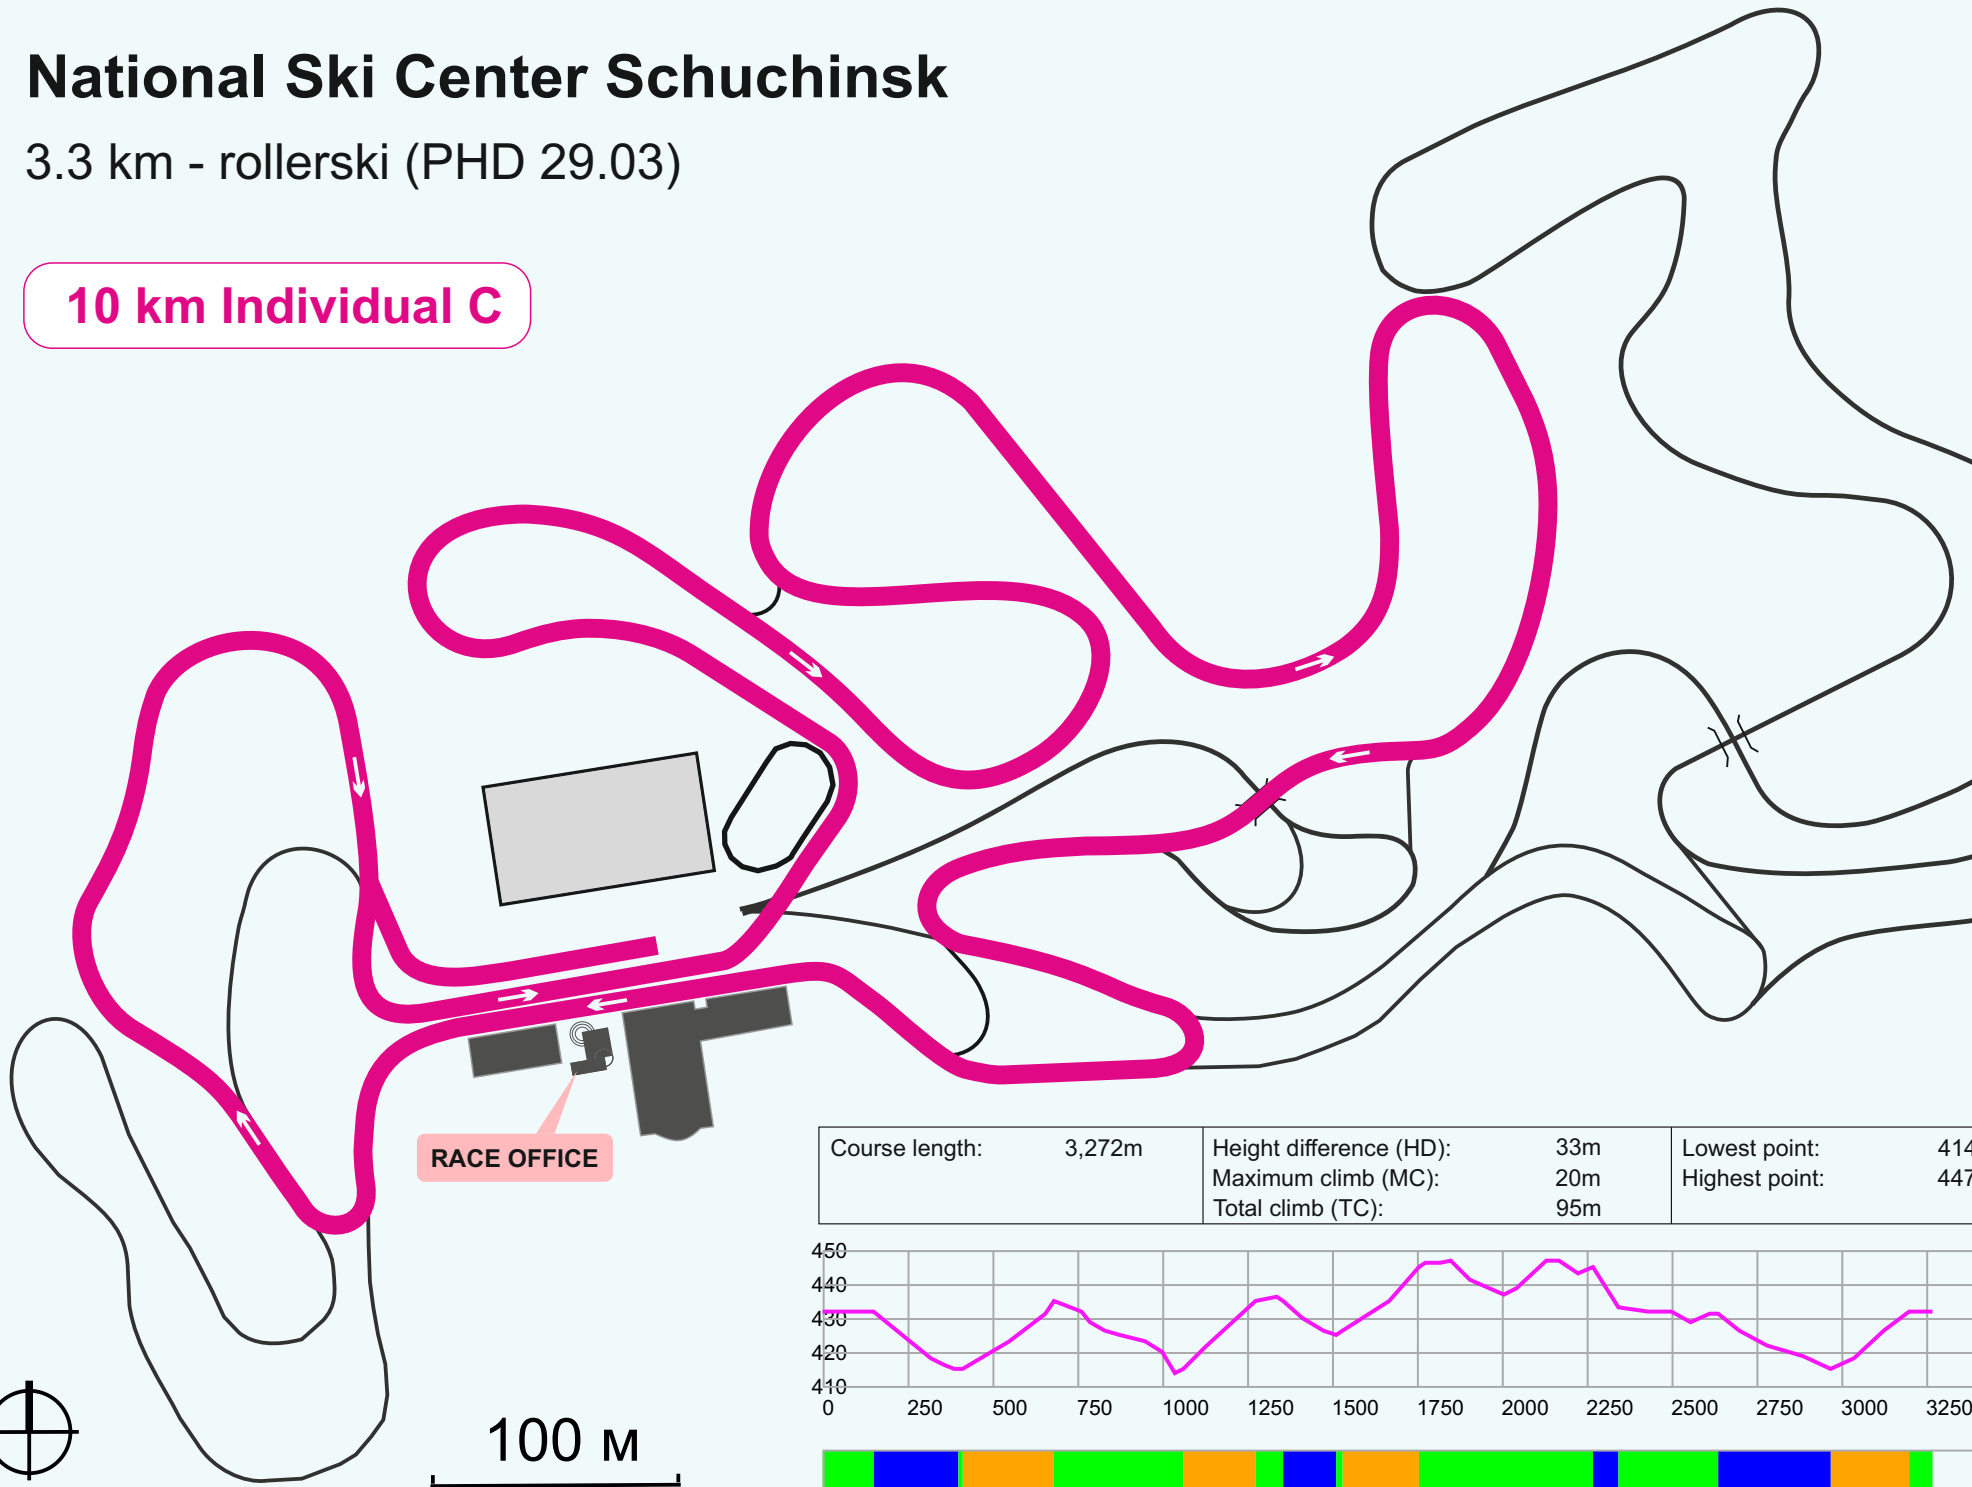 National Ski Center Schuchinsk
3.3 km - rollerski (PHD 29.03)
10 km Individual C
RACE OFFICE
Course length: 3,272m
Height difference (HD): 33m
Maximum climb (MC): 20m
Total climb (TC): 95m
Lowest point: 414
Highest point: 447
450
440
430
420
410
0 250 500 750 1000 1250 1500 1750 2000 2250 2500 2750 3000 3250
100 м